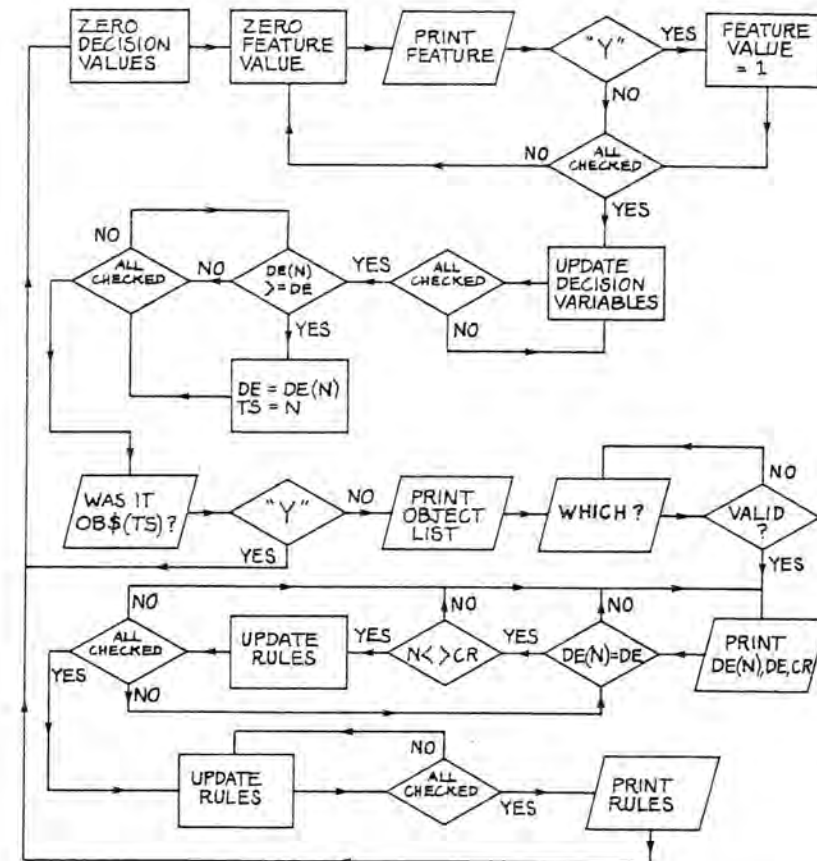 ZERO
DECISION
VALUES
ZERO
FEATURE
VALUE
PRINT
FEATURE
"Y"
YES
FEATURE
VALUE
= 1
NO
NO
ALL
CHECKED
YES
NO
ALL
CHECKED
NO
DE(N)
>=DE
YES
ALL
CHECKED
UPDATE
DECISION
VARIABLES
YES
NO
DE = DE(N)
TS = N
WAS IT
OB$(TS)?
"Y"
NO
PRINT
OBJECT
LIST
WHICH?
NO
VALID
?
YES
YES
NO
NO
NO
ALL
CHECKED
UPDATE
RULES
YES
N< >CR
YES
DE(N)=DE
PRINT
DE(N),DE,CR
YES
NO
NO
UPDATE
RULES
ALL
CHECKED
YES
PRINT
RULES